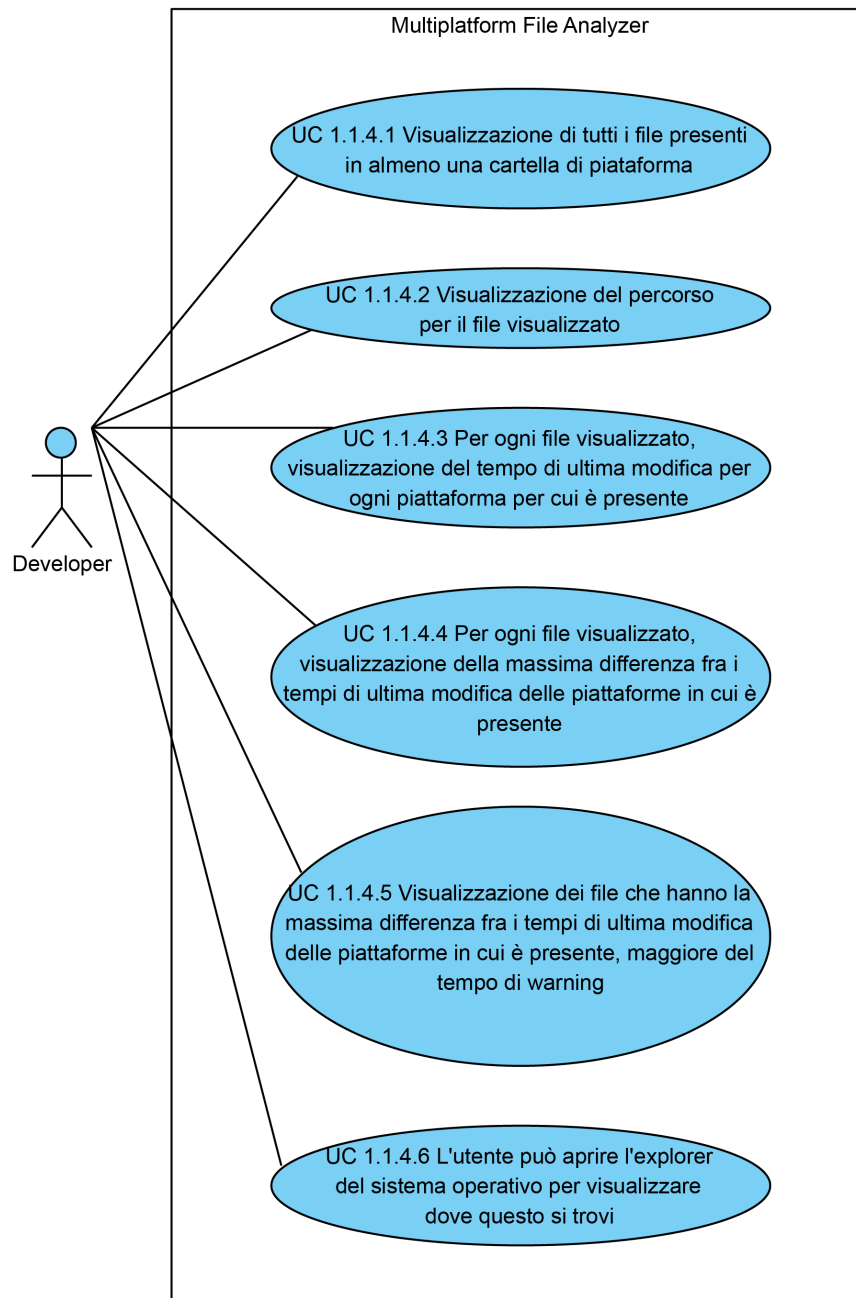 Multiplatform File Analyzer
UC 1.1.4.1 Visualizzazione di tutti i file presenti
in almeno una cartella di piataforma
UC 1.1.4.2 Visualizzazione del percorso
per il file visualizzato
UC 1.1.4.3 Per ogni file visualizzato,
visualizzazione del tempo di ultima modifica per
ogni piattaforma per cui è presente
Developer
UC 1.1.4.4 Per ogni file visualizzato,
visualizzazione della massima differenza fra i
tempi di ultima modifica delle piattaforme in cui è
presente
UC 1.1.4.5 Visualizzazione dei file che hanno la
massima differenza fra i tempi di ultima modifica
delle piattaforme in cui è presente, maggiore del
tempo di warning
UC 1.1.4.6 L'utente può aprire l'explorer
del sistema operativo per visualizzare
dove questo si trovi